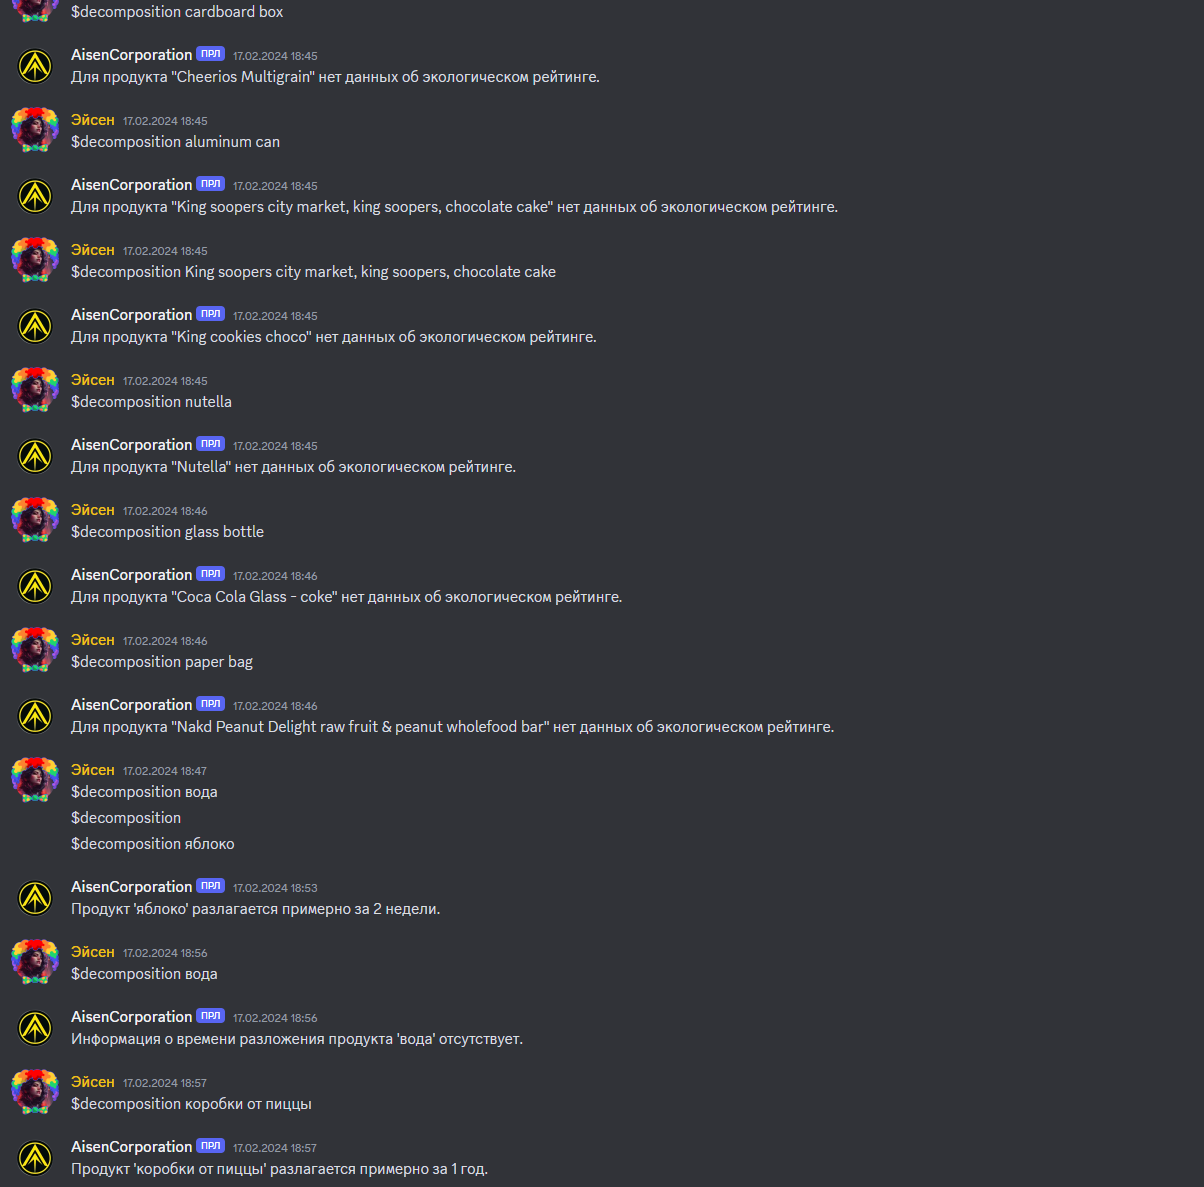 $decomposition cardboard box
AisenCorporation ПРЛ 17.02.2024 18:45
Для продукта "Cheerios Multigrain" нет данных об экологическом рейтинге.
Эйсен 17.02.2024 18:45
$decomposition aluminum can
AisenCorporation ПРЛ 17.02.2024 18:45
Для продукта "King soopers city market, king soopers, chocolate cake" нет данных об экологическом рейтинге.
Эйсен 17.02.2024 18:45
$decomposition King soopers city market, king soopers, chocolate cake
AisenCorporation ПРЛ 17.02.2024 18:45
Для продукта "King cookies choco" нет данных об экологическом рейтинге.
Эйсен 17.02.2024 18:45
$decomposition nutella
AisenCorporation ПРЛ 17.02.2024 18:45
Для продукта "Nutella" нет данных об экологическом рейтинге.
Эйсен 17.02.2024 18:46
$decomposition glass bottle
AisenCorporation ПРЛ 17.02.2024 18:46
Для продукта "Coca Cola Glass - coke" нет данных об экологическом рейтинге.
Эйсен 17.02.2024 18:46
$decomposition paper bag
AisenCorporation ПРЛ 17.02.2024 18:46
Для продукта "Nakd Peanut Delight raw fruit & peanut wholefood bar" нет данных об экологическом рейтинге.
Эйсен 17.02.2024 18:47
$decomposition вода
$decomposition
$decomposition яблоко
AisenCorporation ПРЛ 17.02.2024 18:53
Продукт 'яблоко' разлагается примерно за 2 недели.
Эйсен 17.02.2024 18:56
$decomposition вода
AisenCorporation ПРЛ 17.02.2024 18:56
Информация о времени разложения продукта 'вода' отсутствует.
Эйсен 17.02.2024 18:57
$decomposition коробки от пиццы
AisenCorporation ПРЛ 17.02.2024 18:57
Продукт 'коробки от пиццы' разлагается примерно за 1 год.